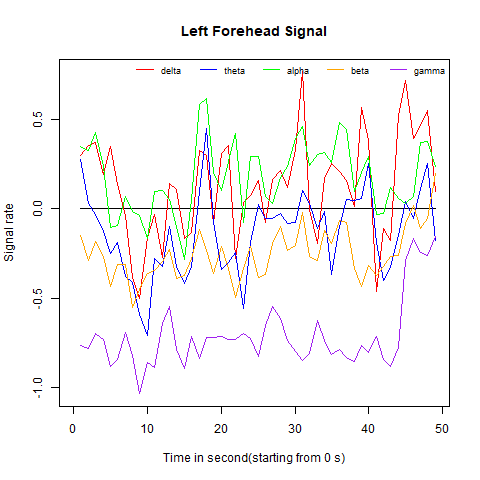 Left Forehead Signal
delta theta alpha beta gamma
Signal rate
0.5
0.0
-0.5
-1.0
0 10 20 30 40 50
Time in second(starting from 0 s)